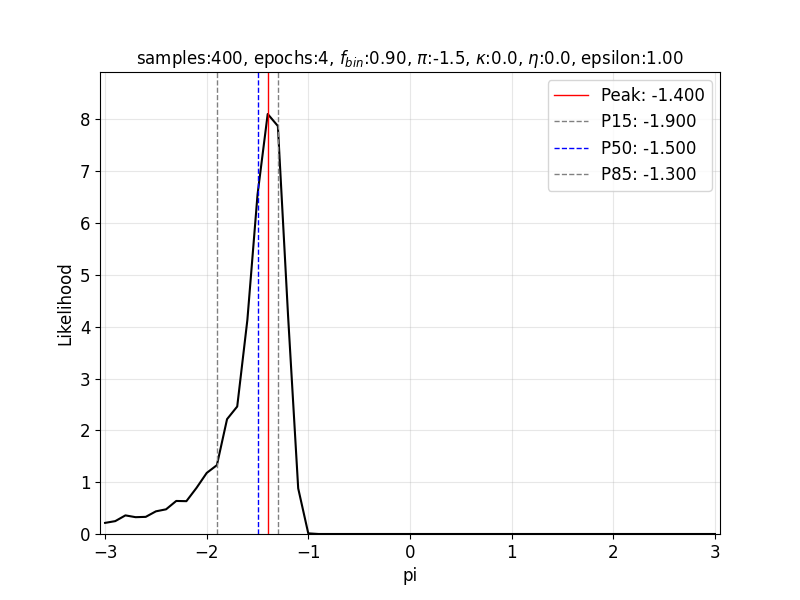 samples:400, epochs:4, f_bin:0.90, π:-1.5, κ:0.0, η:0.0, epsilon:1.00
Peak: -1.400
P15: -1.900
P50: -1.500
P85: -1.300
Likelihood
8
7
6
5
4
3
2
1
0
−3 −2 −1 0 1 2 3
pi